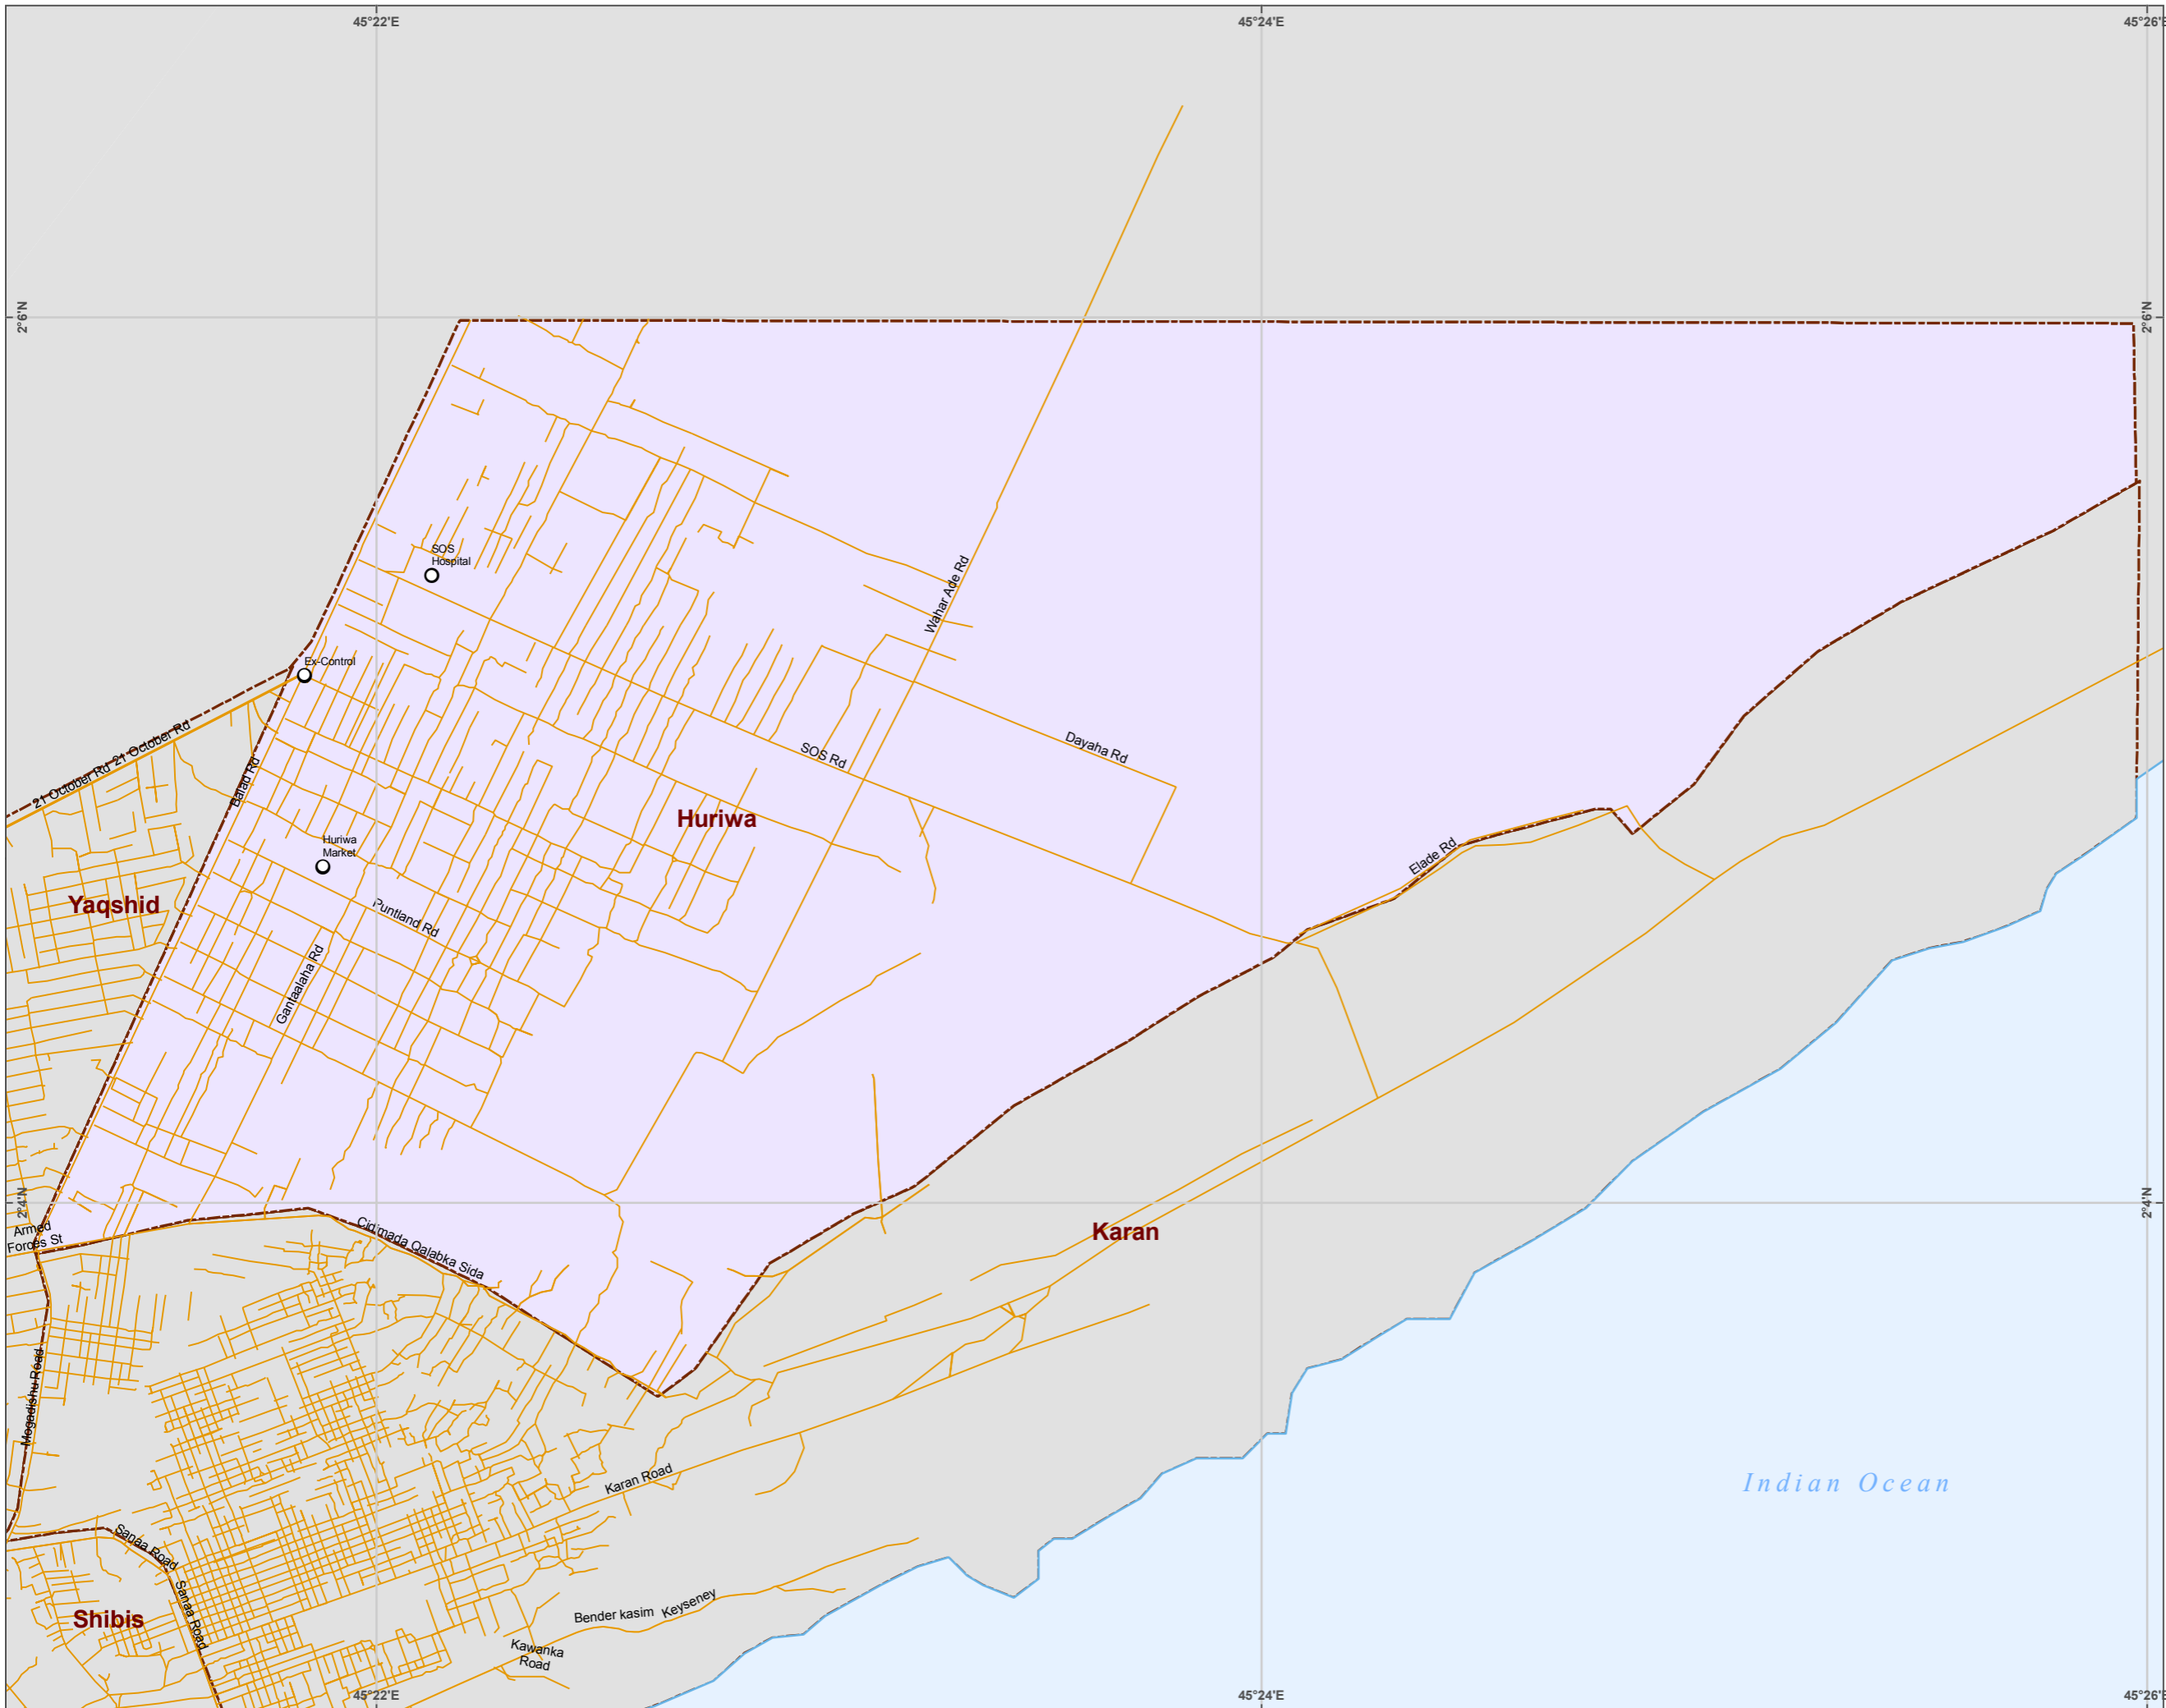 45°22'E
45°24'E
45°26'E
2°6'N
2°6'N
SOS
Hospital
Wahar Ade Rd
Ex-Control
21 October Rd
21 October Rd
Balad Rd
SOS Rd
Dayaha Rd
Huriwa
Huriwa
Market
Elade Rd
Yaqshid
Puntland Rd
Gantaalaha Rd
2°4'N
2°4'N
Armed
Forces St
Cid'mada Qalabka Sida
Karan
Mogadishu Road
Karan Road
Indian Ocean
Sanaa Road
Sanaa Road
Shibis
Bender kasim
Keyseney
Kawanka
Road
45°22'E
45°24'E
45°26'E